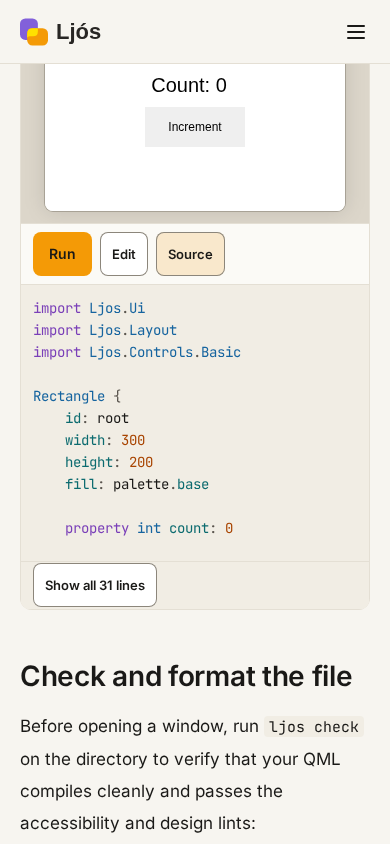 Ljós
Count: 0
Increment
Run Edit Source
import Ljos.Ui
import Ljos.Layout
import Ljos.Controls.Basic
Rectangle {
    id: root
    width: 300
    height: 200
    fill: palette.base
    property int count: 0
Show all 31 lines
Check and format the file
Before opening a window, run ljos check
on the directory to verify that your QML
compiles cleanly and passes the
accessibility and design lints: